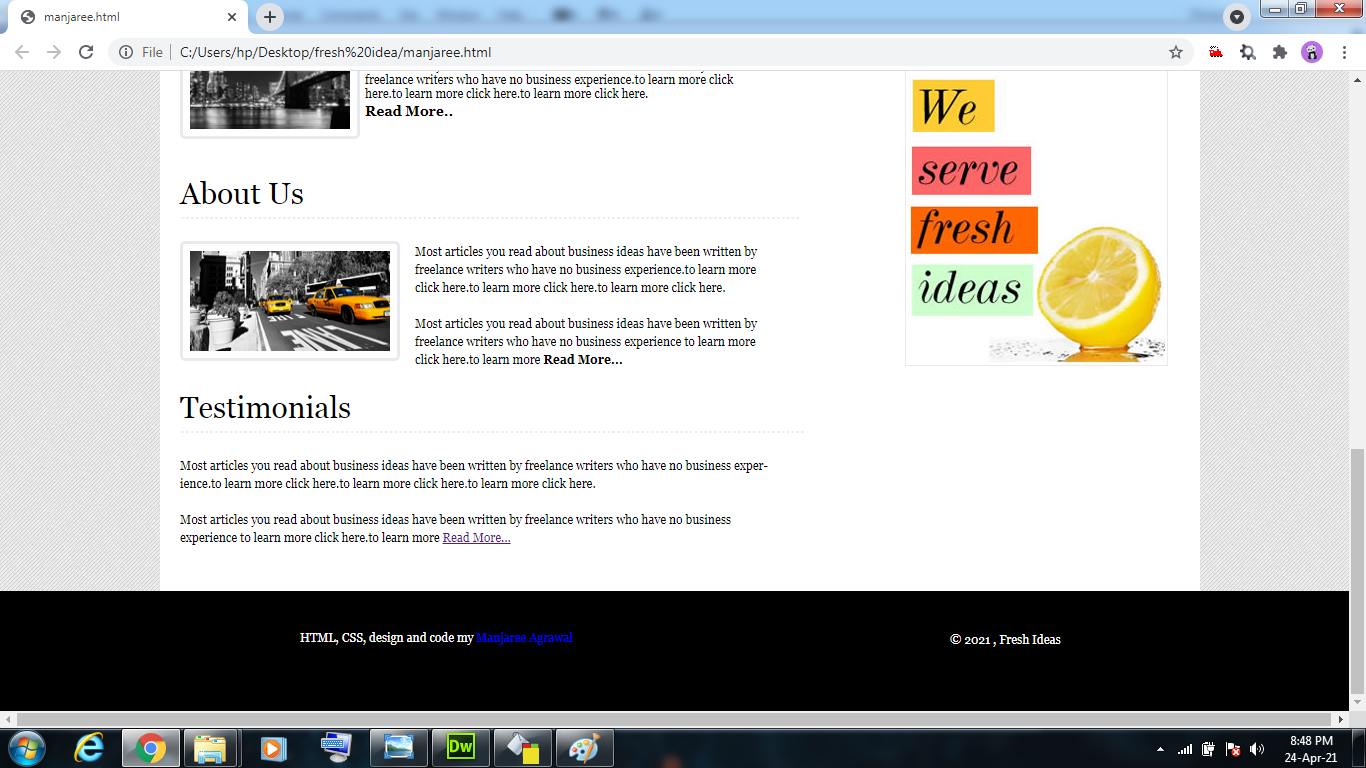 manjaree.html
File
C:/Users/hp/Desktop/fresh%20idea/manjaree.html
freelance writers who have no business experience.to learn more click
here.to learn more click here.to learn more click here.
Read More..
About Us
Most articles you read about business ideas have been written by
freelance writers who have no business experience.to learn more
click here.to learn more click here.to learn more click here.
Most articles you read about business ideas have been written by
freelance writers who have no business experience to learn more
click here.to learn more Read More...
Testimonials
Most articles you read about business ideas have been written by freelance writers who have no business exper-
ience.to learn more click here.to learn more click here.to learn more click here.
Most articles you read about business ideas have been written by freelance writers who have no business
experience to learn more click here.to learn more Read More...
We
serve
fresh
ideas
HTML, CSS, design and code my Manjaree Agrawal
© 2021 , Fresh Ideas
Dw
8:48 PM
24-Apr-21